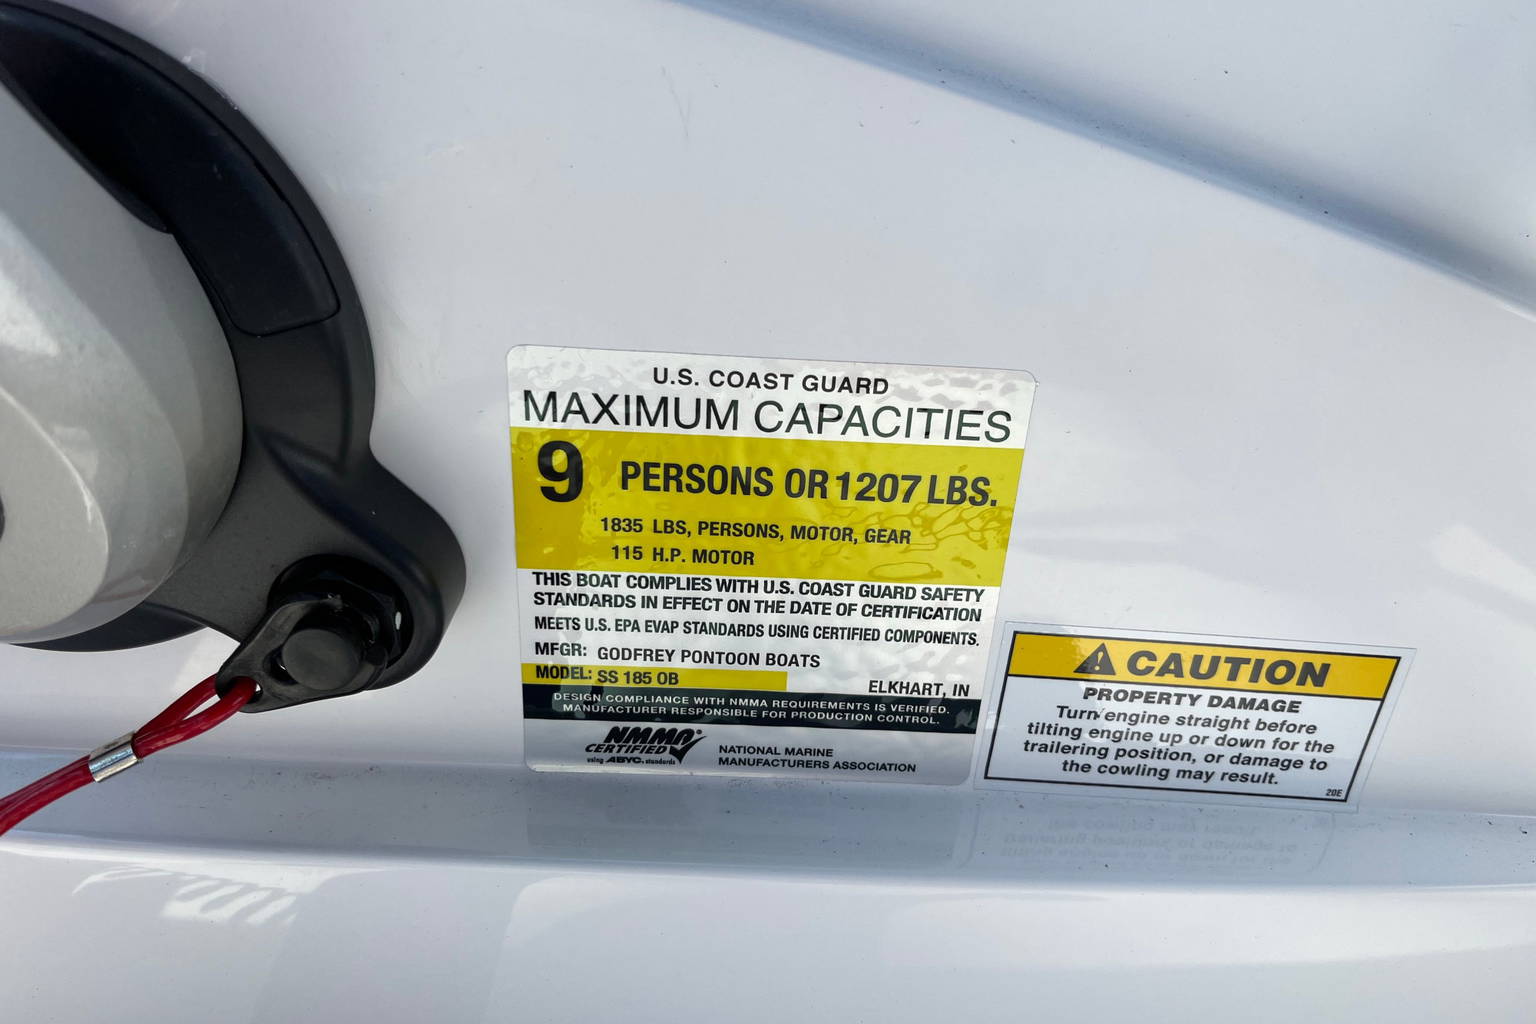 U.S. COAST GUARD
MAXIMUM CAPACITIES
9 PERSONS OR 1207 LBS.
1835 LBS, PERSONS, MOTOR, GEAR
115 H.P. MOTOR
THIS BOAT COMPLIES WITH U.S. COAST GUARD SAFETY
STANDARDS IN EFFECT ON THE DATE OF CERTIFICATION
MEETS U.S. EPA EVAP STANDARDS USING CERTIFIED COMPONENTS.
MFGR: GODFREY PONTOON BOATS
MODEL: SS 185 OB
ELKHART, IN
DESIGN COMPLIANCE WITH NMMA REQUIREMENTS IS VERIFIED.
MANUFACTURER RESPONSIBLE FOR PRODUCTION CONTROL.
NMMA®
CERTIFIED
using ABYC. standards
NATIONAL MARINE
MANUFACTURERS ASSOCIATION
CAUTION
PROPERTY DAMAGE
Turn engine straight before
tilting engine up or down for the
trailering position, or damage to
the cowling may result.
20E